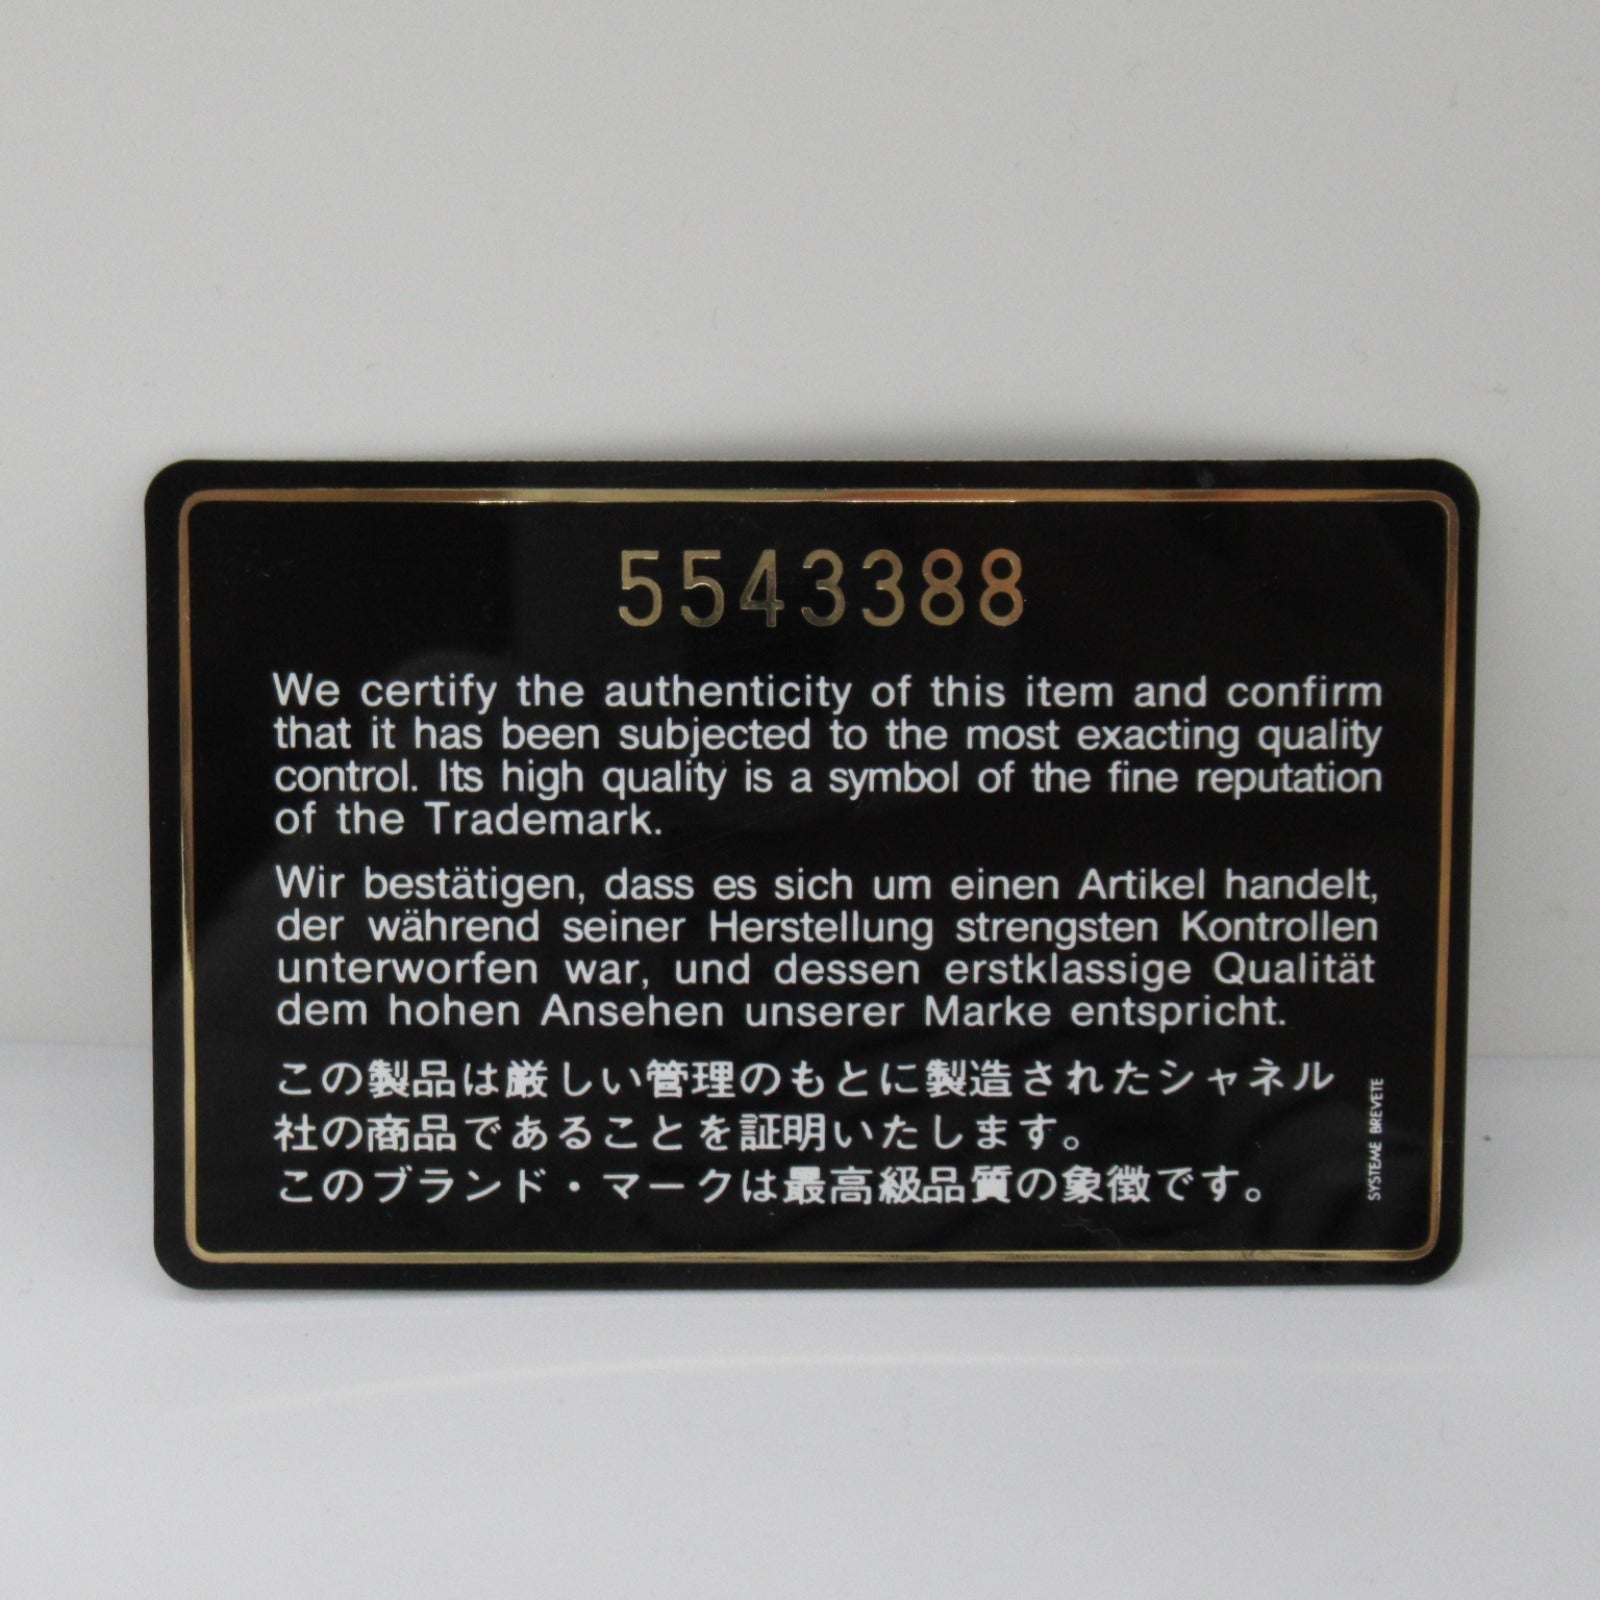 5543388
We certify the authenticity of this item and confirm
that it has been subjected to the most exacting quality
control. Its high quality is a symbol of the fine reputation
of the Trademark.
Wir bestätigen, dass es sich um einen Artikel handelt,
der während seiner Herstellung strengsten Kontrollen
unterworfen war, und dessen erstklassige Qualität
dem hohen Ansehen unserer Marke entspricht.
この製品は厳しい管理のもとに製造されたシャネル
社の商品であることを証明いたします。
このブランド・マークは最高級品質の象徴です。
SYSTEME BREVETE